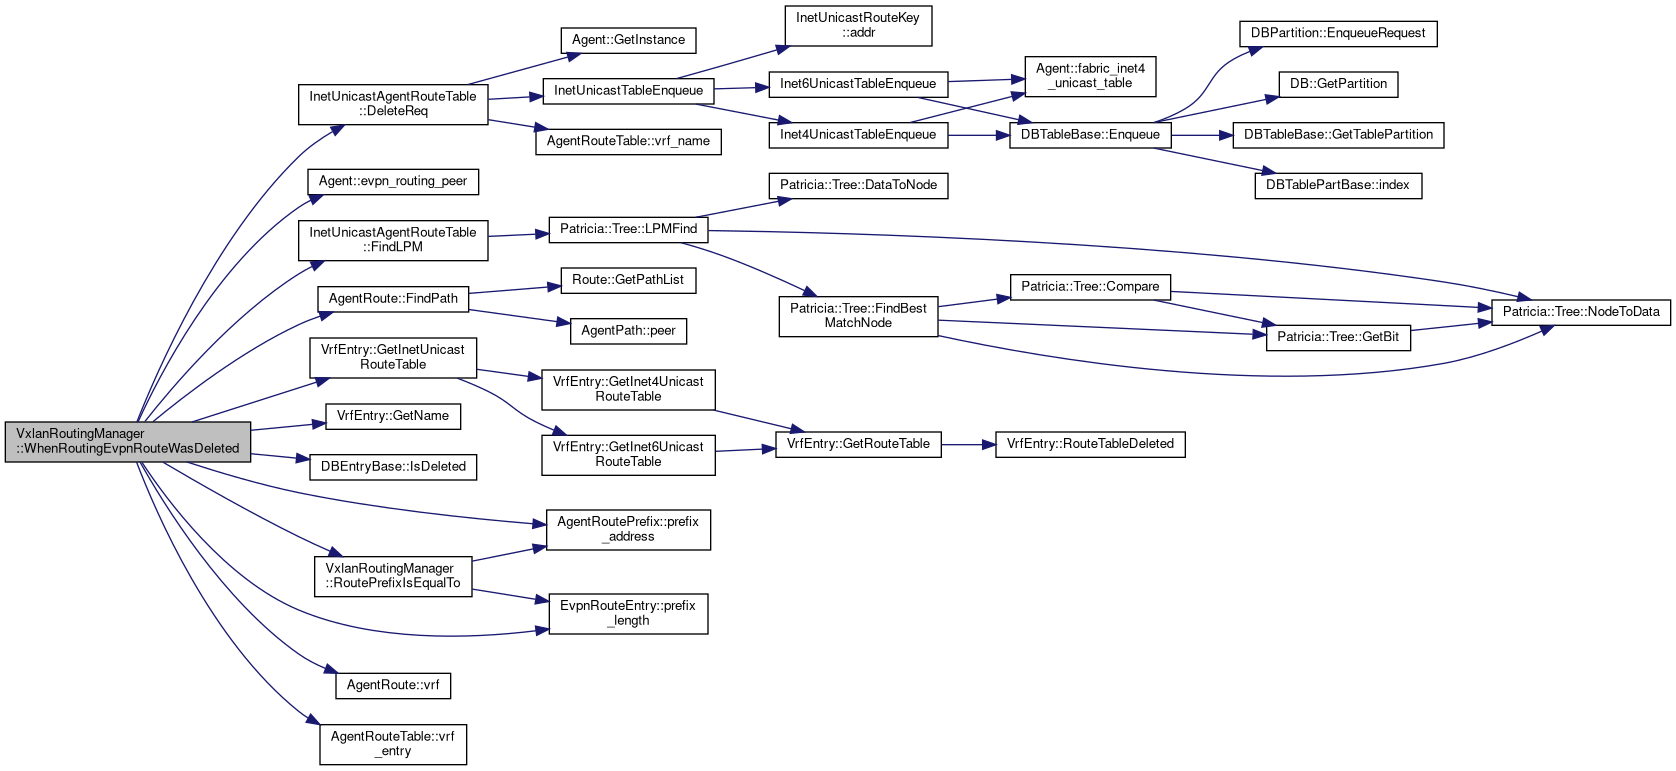 VxlanRoutingManager
::WhenRoutingEvpnRouteWasDeleted
InetUnicastAgentRouteTable
::DeleteReq
Agent::GetInstance
InetUnicastTableEnqueue
AgentRouteTable::vrf_name
InetUnicastRouteKey
::addr
Inet6UnicastTableEnqueue
Inet4UnicastTableEnqueue
Agent::fabric_inet4
_unicast_table
DBTableBase::Enqueue
DBPartition::EnqueueRequest
DB::GetPartition
DBTableBase::GetTablePartition
DBTablePartBase::index
Agent::evpn_routing_peer
InetUnicastAgentRouteTable
::FindLPM
Patricia::Tree::LPMFind
Patricia::Tree::DataToNode
Patricia::Tree::FindBest
MatchNode
Patricia::Tree::Compare
Patricia::Tree::GetBit
Patricia::Tree::NodeToData
AgentRoute::FindPath
Route::GetPathList
AgentPath::peer
VrfEntry::GetInetUnicast
RouteTable
VrfEntry::GetInet4Unicast
RouteTable
VrfEntry::GetInet6Unicast
RouteTable
VrfEntry::GetRouteTable
VrfEntry::RouteTableDeleted
VrfEntry::GetName
DBEntryBase::IsDeleted
AgentRoutePrefix::prefix
_address
VxlanRoutingManager
::RoutePrefixIsEqualTo
EvpnRouteEntry::prefix
_length
AgentRoute::vrf
AgentRouteTable::vrf
_entry